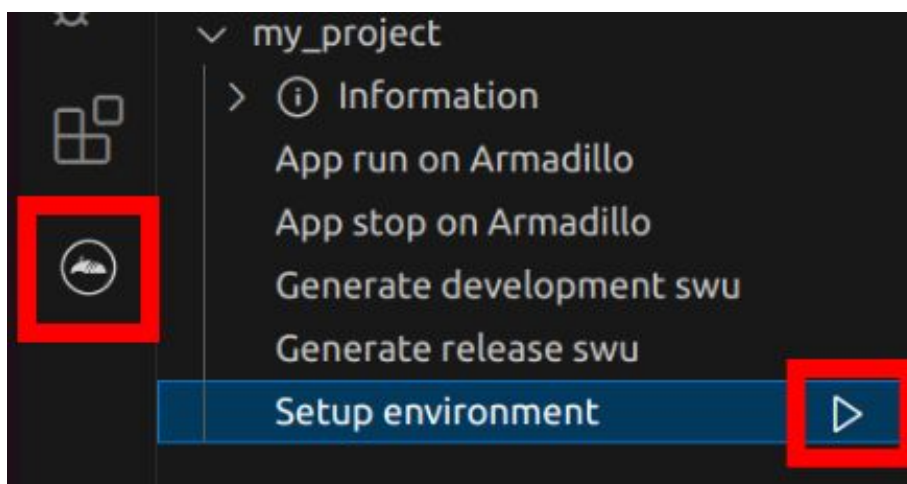 my_project
Information
App run on Armadillo
App stop on Armadillo
Generate development swu
Generate release swu
Setup environment